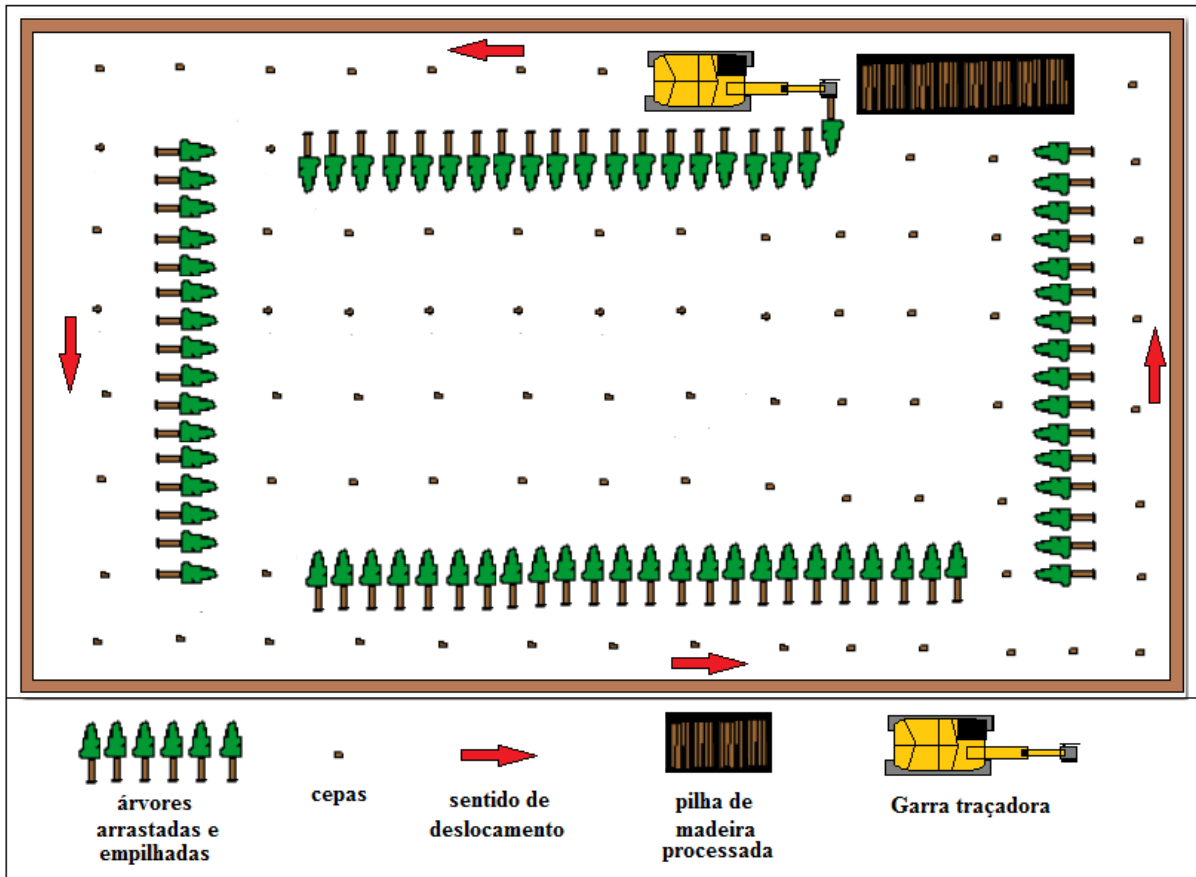 árvores
arrastadas e
empilhadas
cepas
sentido de
deslocamento
pilha de
madeira
processada
Garra traçadora